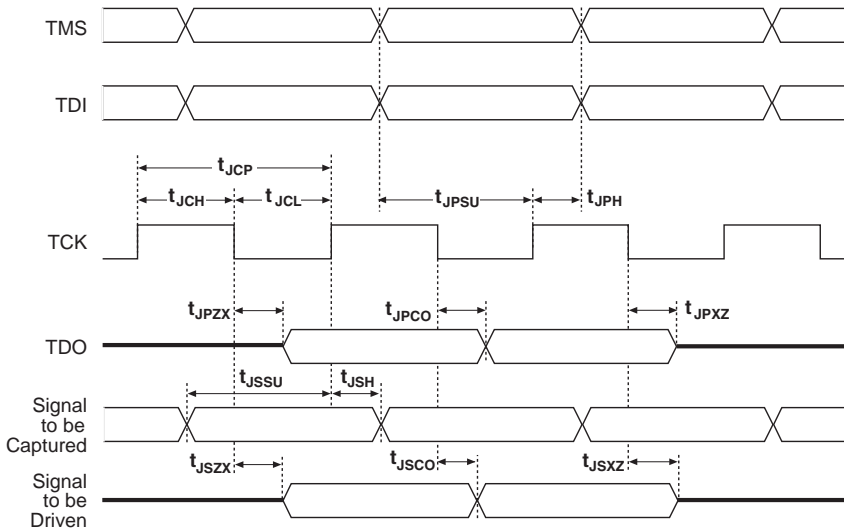 TMS
TDI
tJCP
tJCH
tJCL
tJPSU
tJPH
TCK
tJPZX
tJPCO
tJPXZ
TDO
tJSSU
tJSH
Signal
to be
Captured
tJSZX
tJSCO
tJSXZ
Signal
to be
Driven